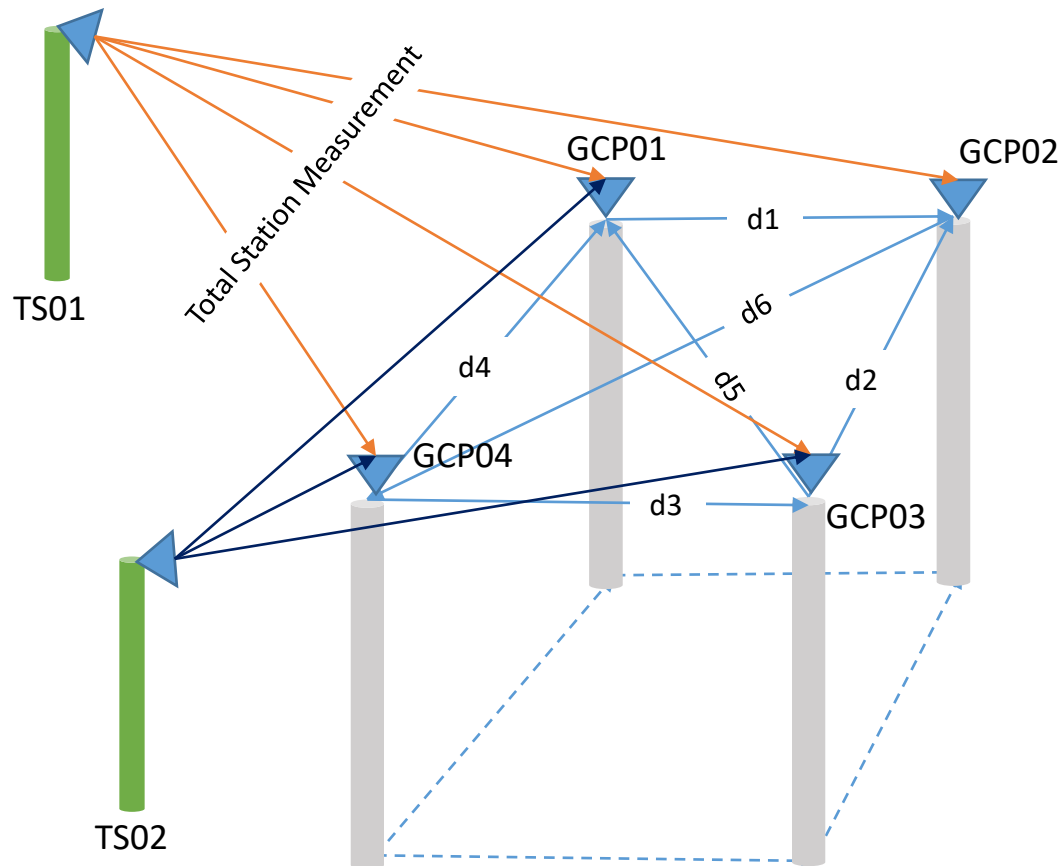 GCP01
GCP02
Total Station Measurement
d1
TS01
d6
d4
d5
d2
GCP04
d3
GCP03
TS02